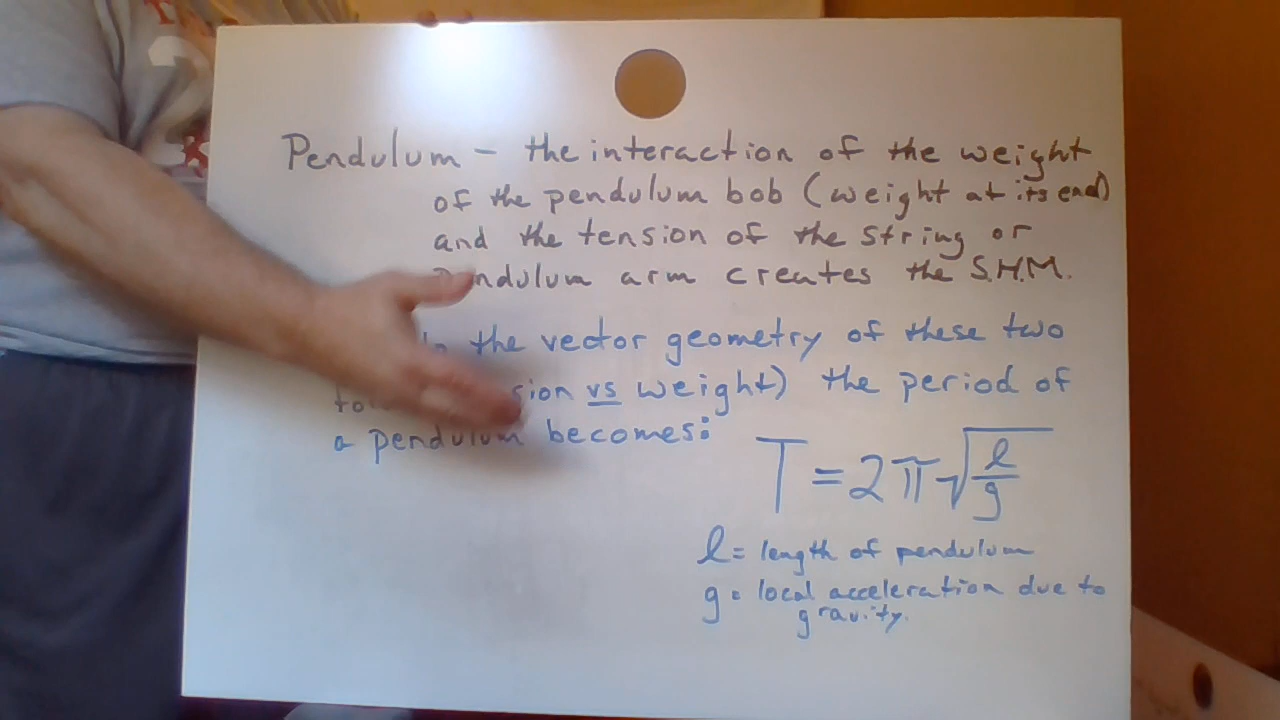 Pendulum - the interaction of the weight
of the pendulum bob (weight at its end)
and the tension of the string or
pendulum arm creates the S.H.M.
the vector geometry of these two
vs weight) the period of
a pendulum becomes:
T = 2π√(l/g)
l = length of pendulum
g = local acceleration due to
gravity.